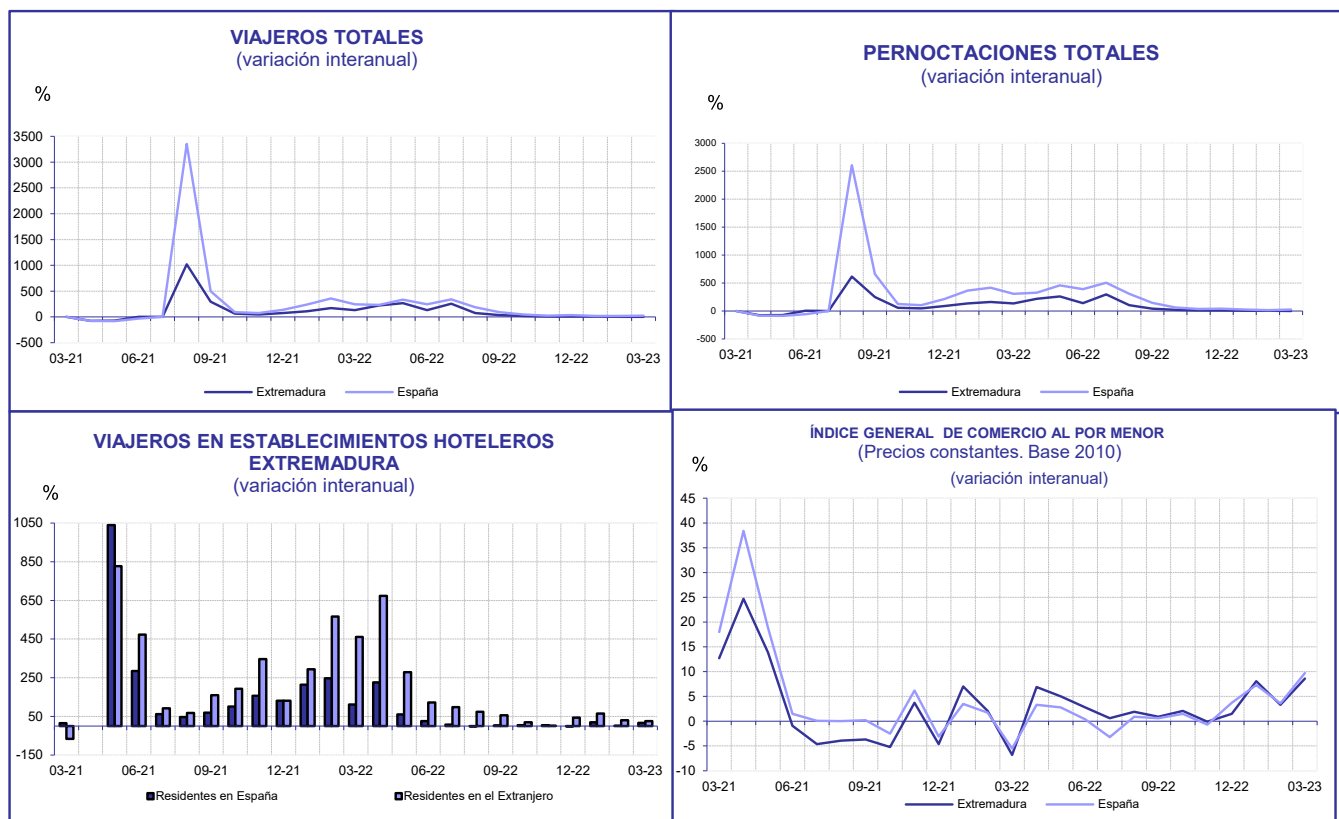 VIAJEROS TOTALES
(variación interanual)
%
3500
3000
2500
2000
1500
1000
500
0
-500
03-21 06-21 09-21 12-21 03-22 06-22 09-22 12-22 03-23
Extremadura España
PERNOCTACIONES TOTALES
(variación interanual)
%
3000
2500
2000
1500
1000
500
0
-500
03-21 06-21 09-21 12-21 03-22 06-22 09-22 12-22 03-23
Extremadura España
VIAJEROS EN ESTABLECIMIENTOS HOTELEROS
EXTREMADURA
(variación interanual)
%
1050
850
650
450
250
50
-150
03-21 06-21 09-21 12-21 03-22 06-22 09-22 12-22 03-23
Residentes en España Residentes en el Extranjero
ÍNDICE GENERAL DE COMERCIO AL POR MENOR
(Precios constantes. Base 2010)
(variación interanual)
%
45
40
35
30
25
20
15
10
5
0
-5
-10
03-21 06-21 09-21 12-21 03-22 06-22 09-22 12-22 03-23
Extremadura España